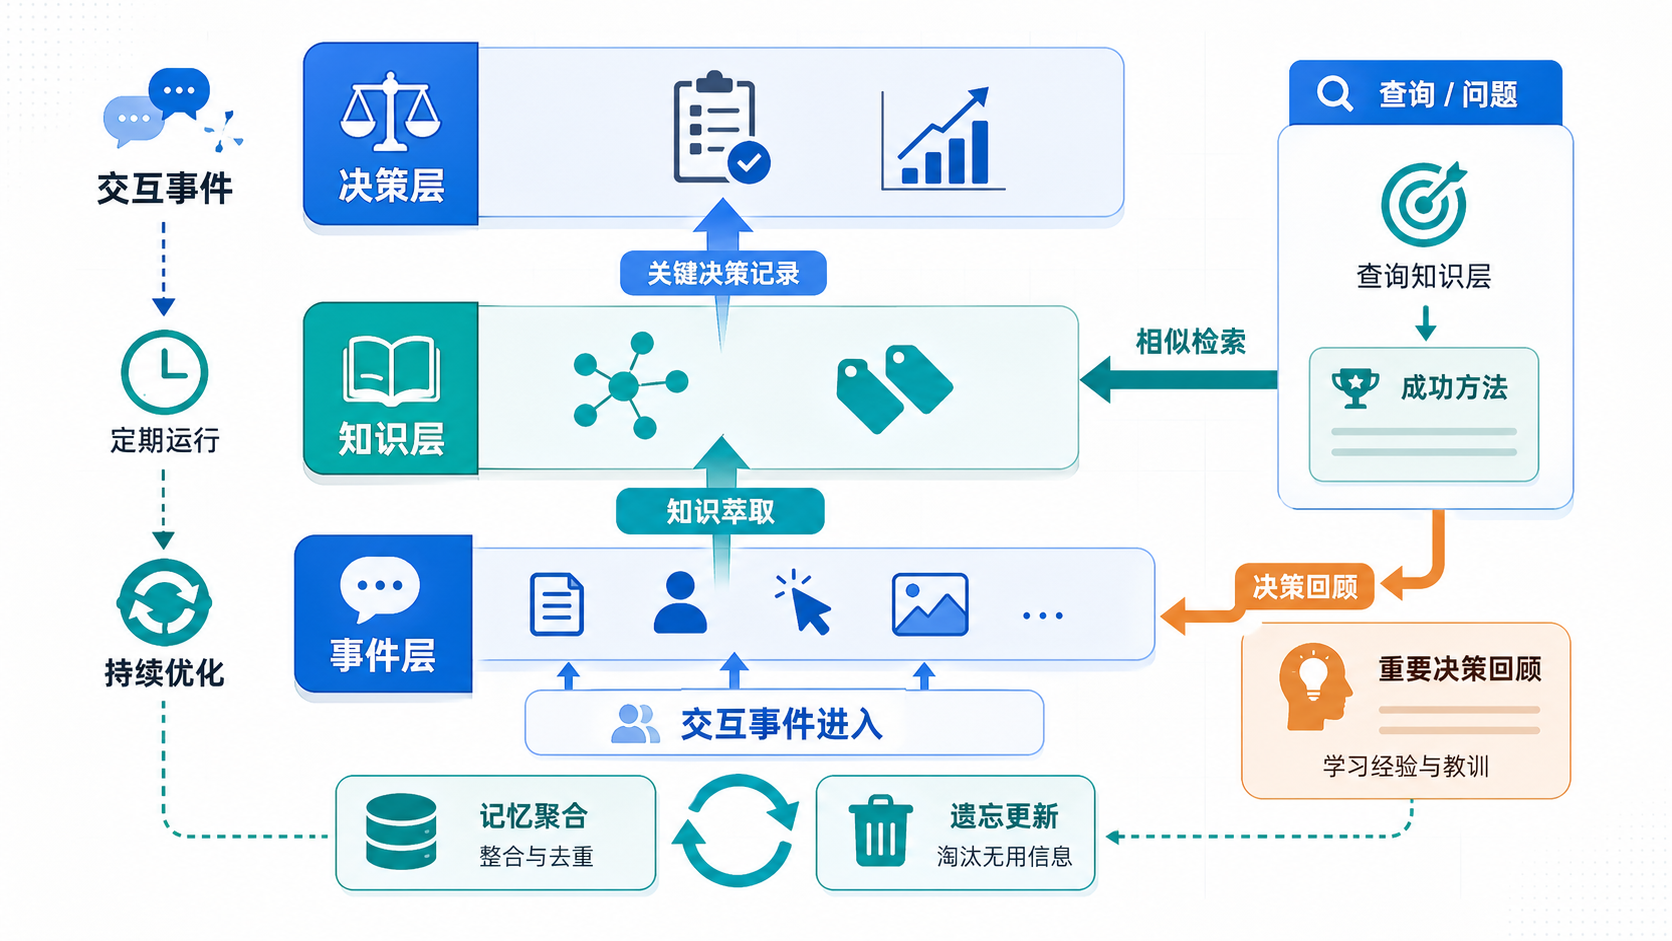 交互事件
定期运行
持续优化
决策层
关键决策记录
知识层
知识萃取
事件层
...
交互事件进入
记忆聚合
整合与去重
遗忘更新
淘汰无用信息
查询 / 问题
查询知识层
成功方法
相似检索
决策回顾
重要决策回顾
学习经验与教训